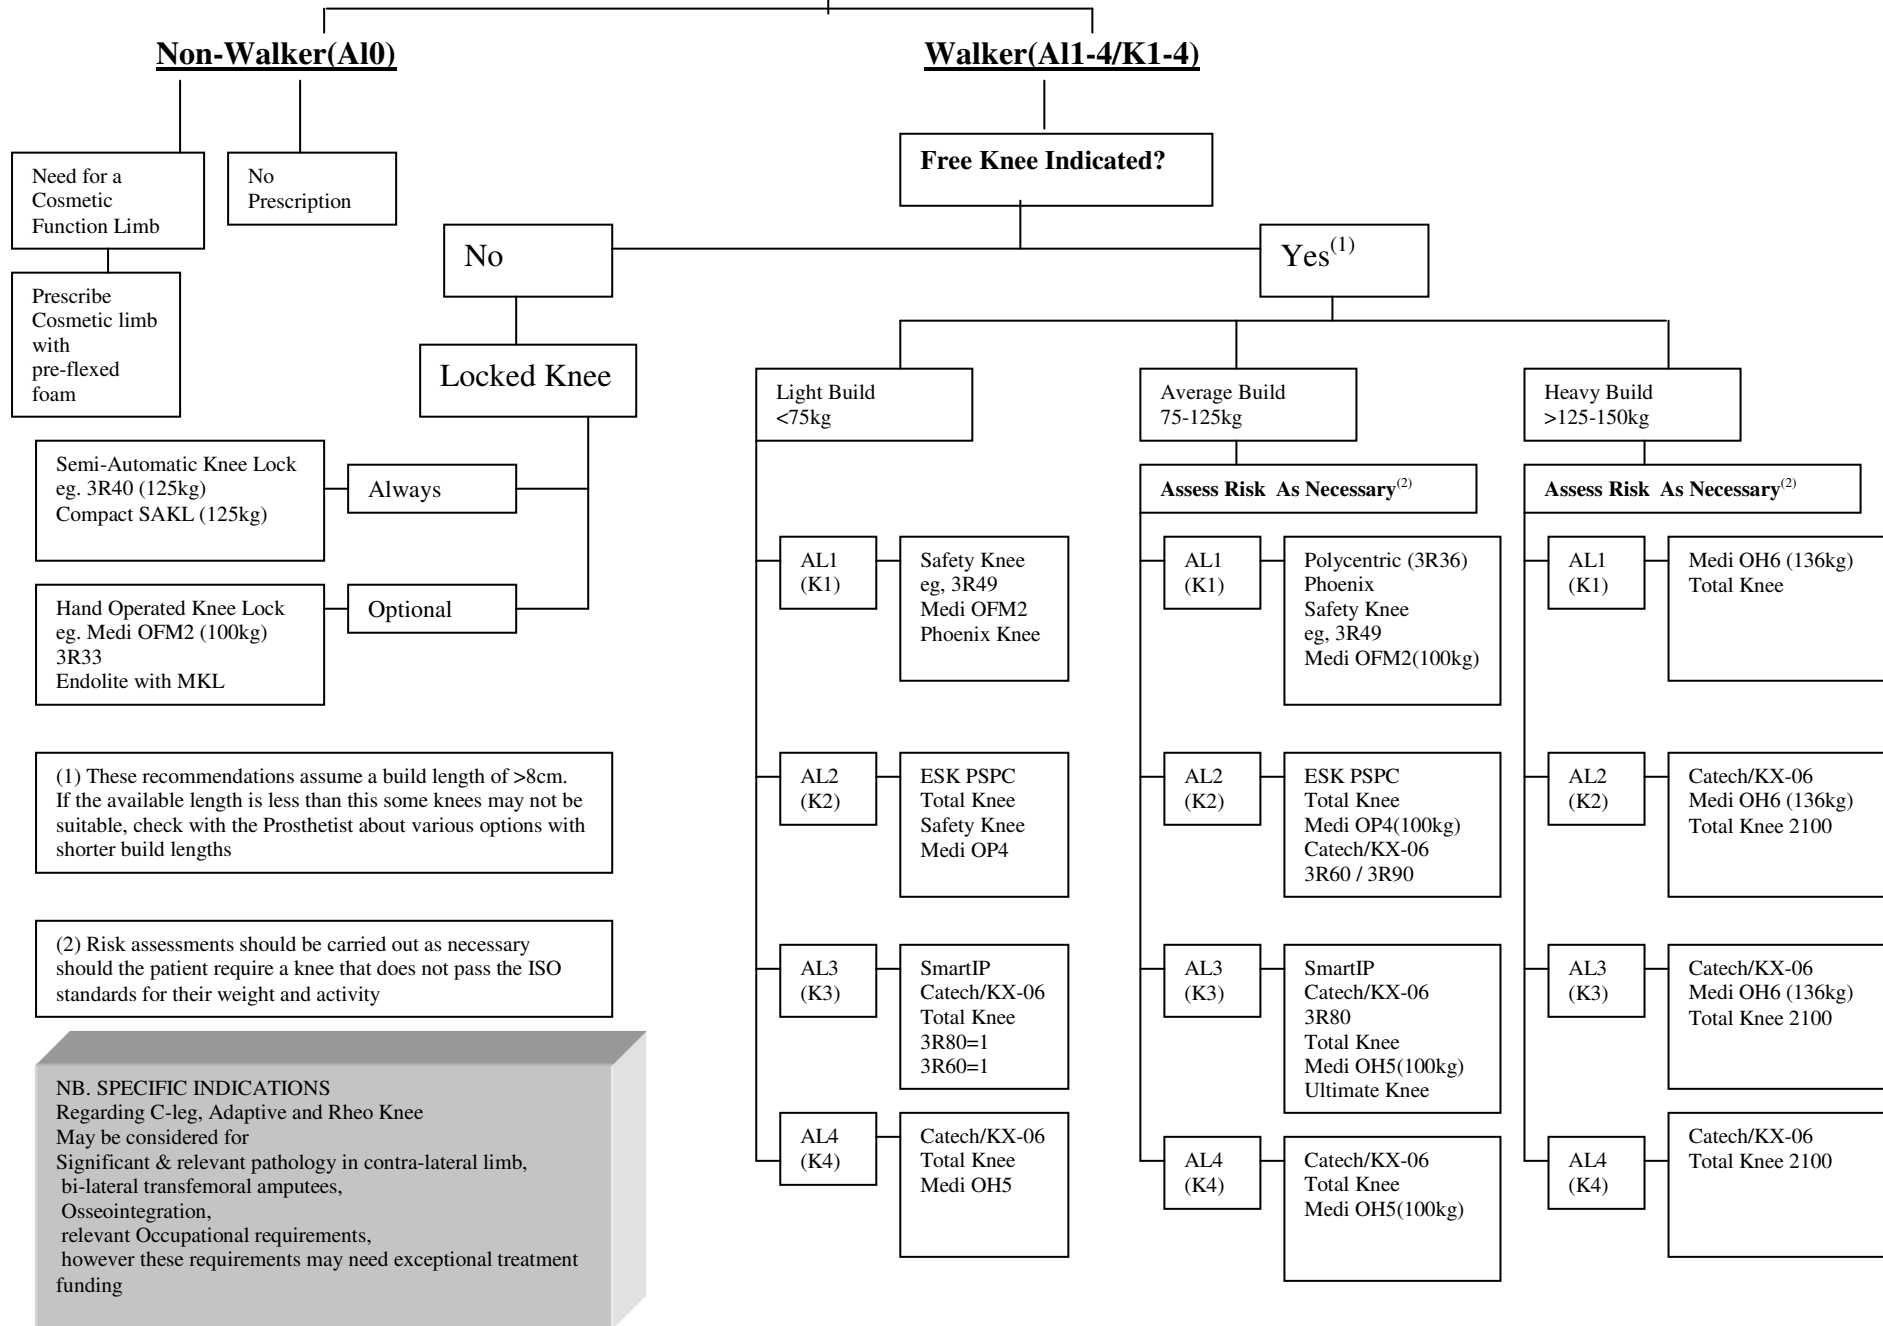 Non-Walker(Al0)
Walker(Al1-4/K1-4)
Need for a
Cosmetic
Function Limb
No
Prescription
Free Knee Indicated?
No
Yes(1)
Prescribe
Cosmetic limb
with
pre-flexed
foam
Locked Knee
Semi-Automatic Knee Lock
eg. 3R40 (125kg)
Compact SAKL (125kg)
Always
Hand Operated Knee Lock
eg. Medi OFM2 (100kg)
3R33
Endolite with MKL
Optional
Light Build
<75kg
AL1
(K1)
Safety Knee
eg, 3R49
Medi OFM2
Phoenix Knee
AL2
(K2)
ESK PSPC
Total Knee
Safety Knee
Medi OP4
AL3
(K3)
SmartIP
Catech/KX-06
Total Knee
3R80=1
3R60=1
AL4
(K4)
Catech/KX-06
Total Knee
Medi OH5
Average Build
75-125kg
Assess Risk As Necessary(2)
AL1
(K1)
Polycentric (3R36)
Phoenix
Safety Knee
eg, 3R49
Medi OFM2(100kg)
AL2
(K2)
ESK PSPC
Total Knee
Medi OP4(100kg)
Catech/KX-06
3R60 / 3R90
AL3
(K3)
SmartIP
Catech/KX-06
3R80
Total Knee
Medi OH5(100kg)
Ultimate Knee
AL4
(K4)
Catech/KX-06
Total Knee
Medi OH5(100kg)
Heavy Build
>125-150kg
Assess Risk As Necessary(2)
AL1
(K1)
Medi OH6 (136kg)
Total Knee
AL2
(K2)
Catech/KX-06
Medi OH6 (136kg)
Total Knee 2100
AL3
(K3)
Catech/KX-06
Medi OH6 (136kg)
Total Knee 2100
AL4
(K4)
Catech/KX-06
Total Knee 2100
(1) These recommendations assume a build length of >8cm.
If the available length is less than this some knees may not be
suitable, check with the Prosthetist about various options with
shorter build lengths
(2) Risk assessments should be carried out as necessary
should the patient require a knee that does not pass the ISO
standards for their weight and activity
NB. SPECIFIC INDICATIONS
Regarding C-leg, Adaptive and Rheo Knee
May be considered for
Significant & relevant pathology in contra-lateral limb,
bi-lateral transfemoral amputees,
Osseointegration,
relevant Occupational requirements,
however these requirements may need exceptional treatment
funding